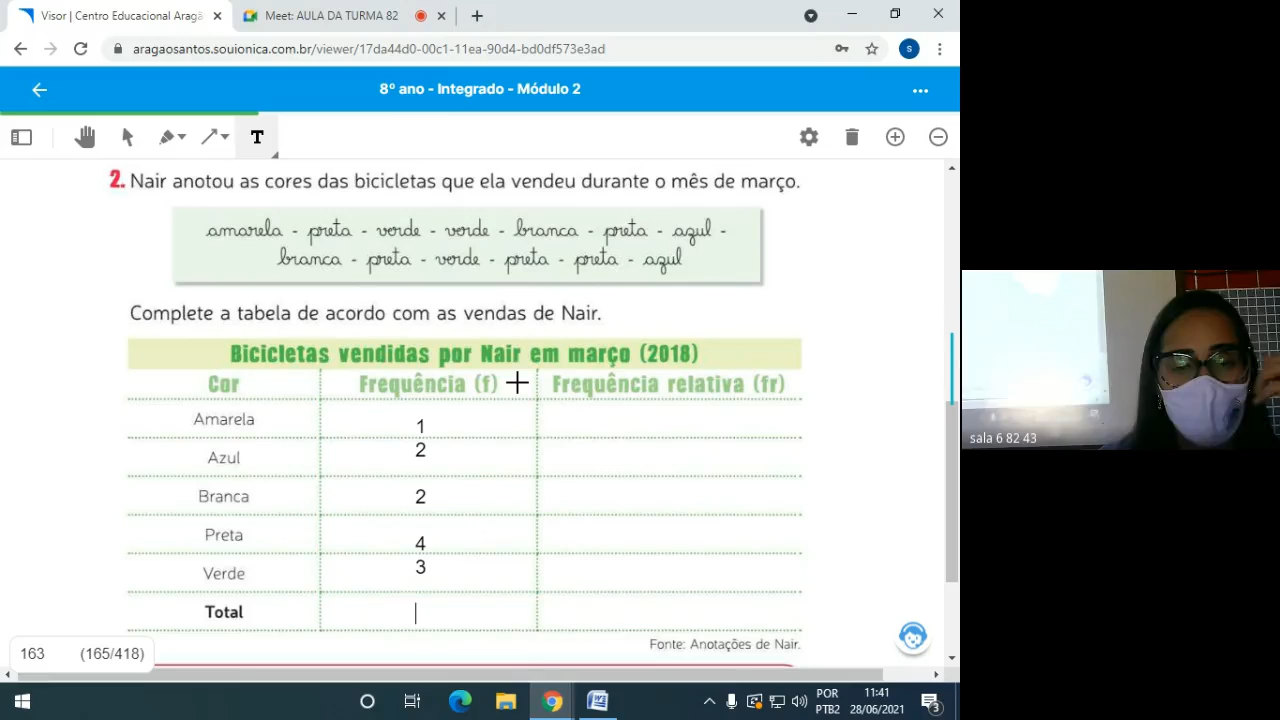 Visor | Centro Educacional Aragã
Meet: AULA DA TURMA 82
aragaosantos.souionica.com.br/viewer/17da44d0-00c1-11ea-90d4-bd0df573e3ad
S
8º ano - Integrado - Módulo 2
T
2. Nair anotou as cores das bicicletas que ela vendeu durante o mês de março.
amarela - preta - verde - verde - branca - preta - azul -
branca - preta - verde - preta - preta - azul
Complete a tabela de acordo com as vendas de Nair.
Bicicletas vendidas por Nair em março (2018)
Cor Frequência (f) Frequência relativa (fr)
Amarela 1
Azul 2
Branca 2
Preta 4
Verde 3
Total
Fonte: Anotações de Nair.
163 (165/418)
sala 6 82 43
POR 11:41
PTB2 28/06/2021 3